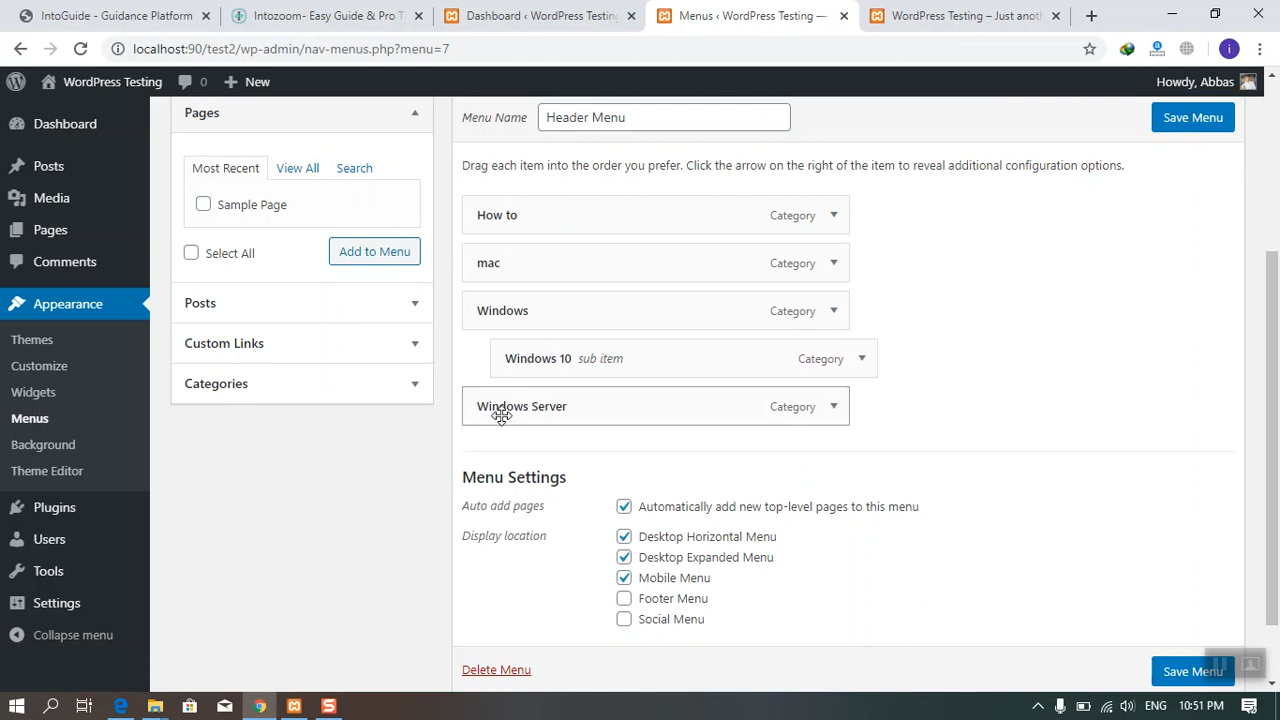 IntoGuide - Guidance Platform
Intozoom- Easy Guide & Pro T
Dashboard ‹ WordPress Testing
Menus ‹ WordPress Testing —
WordPress Testing – Just anoth
localhost:90/test2/wp-admin/nav-menus.php?menu=7
i
WordPress Testing
0
New
Howdy, Abbas
Dashboard
Posts
Media
Pages
Comments
Appearance
Themes
Customize
Widgets
Menus
Background
Theme Editor
Plugins
Users
Tools
Settings
Collapse menu
Pages
Most Recent
View All
Search
Sample Page
Select All
Add to Menu
Posts
Custom Links
Categories
Menu Name
Header Menu
Save Menu
Drag each item into the order you prefer. Click the arrow on the right of the item to reveal additional configuration options.
How to
Category
mac
Category
Windows
Category
Windows 10 sub item
Category
Windows Server
Category
Menu Settings
Auto add pages
Automatically add new top-level pages to this menu
Display location
Desktop Horizontal Menu
Desktop Expanded Menu
Mobile Menu
Footer Menu
Social Menu
Delete Menu
Save Menu
ENG
10:51 PM